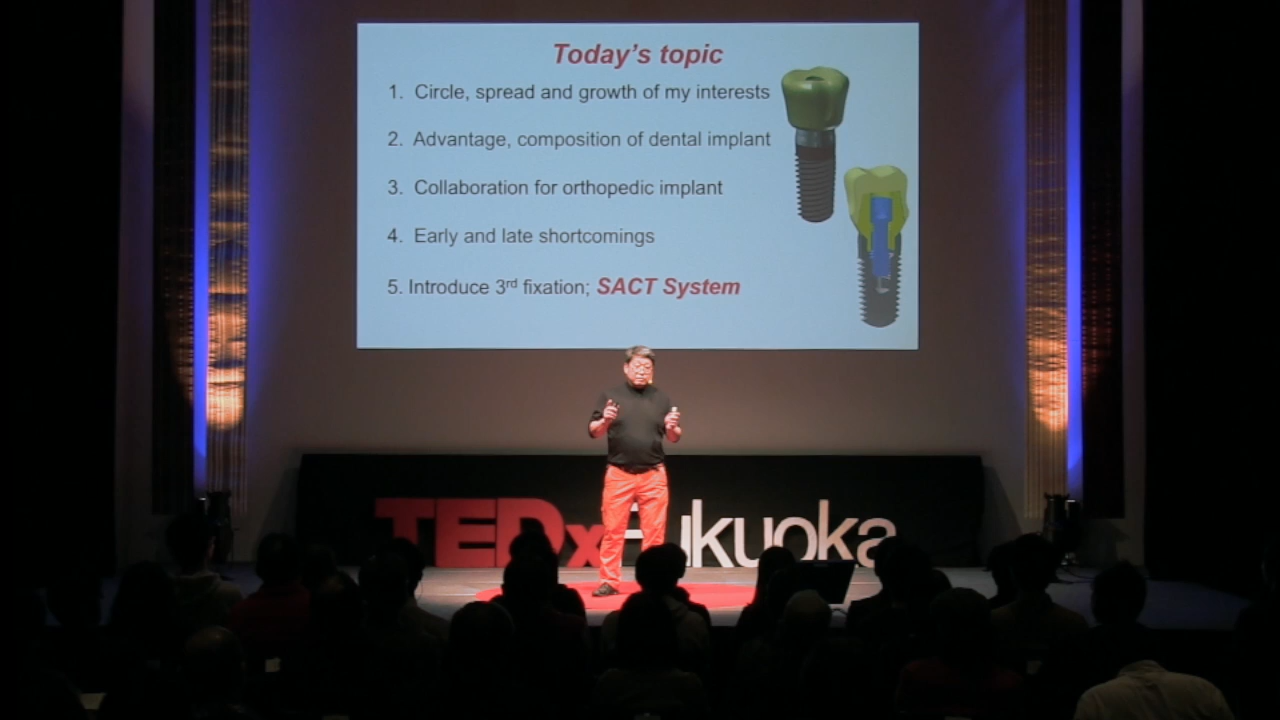 Today's topic
1. Circle, spread and growth of my interests
2. Advantage, composition of dental implant
3. Collaboration for orthopedic implant
4. Early and late shortcomings
5. Introduce 3rd fixation; SACT System
TEDxFukuoka